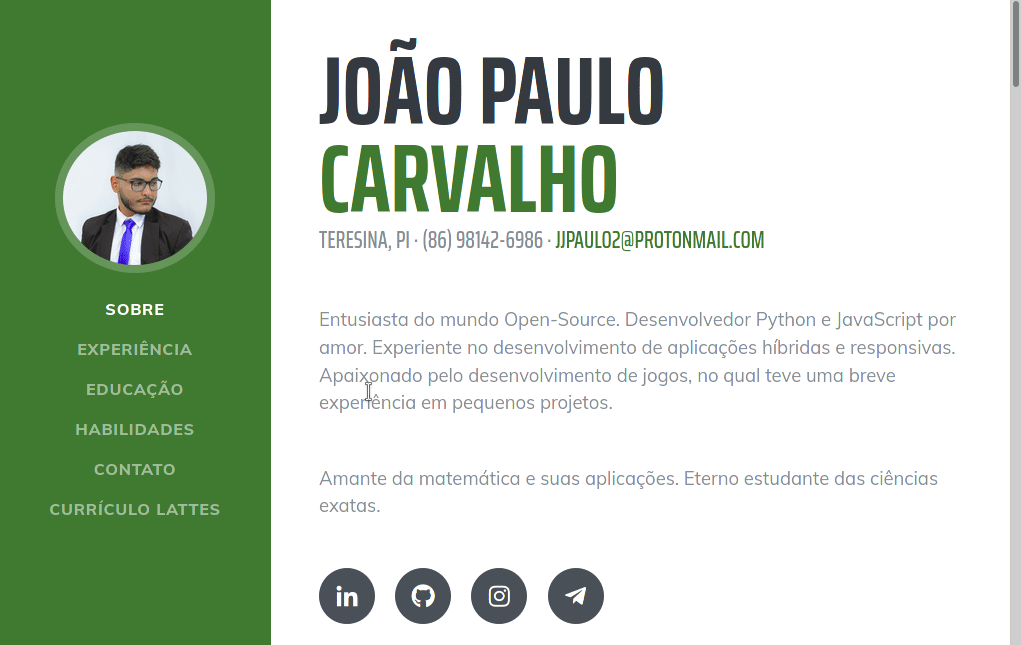 JOÃO PAULO
CARVALHO
TERESINA, PI · (86) 98142-6986 · JJPAULO2@PROTONMAIL.COM
SOBRE
EXPERIÊNCIA
EDUCAÇÃO
HABILIDADES
CONTATO
CURRÍCULO LATTES
Entusiasta do mundo Open-Source. Desenvolvedor Python e JavaScript por
amor. Experiente no desenvolvimento de aplicações híbridas e responsivas.
Apaixonado pelo desenvolvimento de jogos, no qual teve uma breve
experiência em pequenos projetos.
Amante da matemática e suas aplicações. Eterno estudante das ciências
exatas.
in